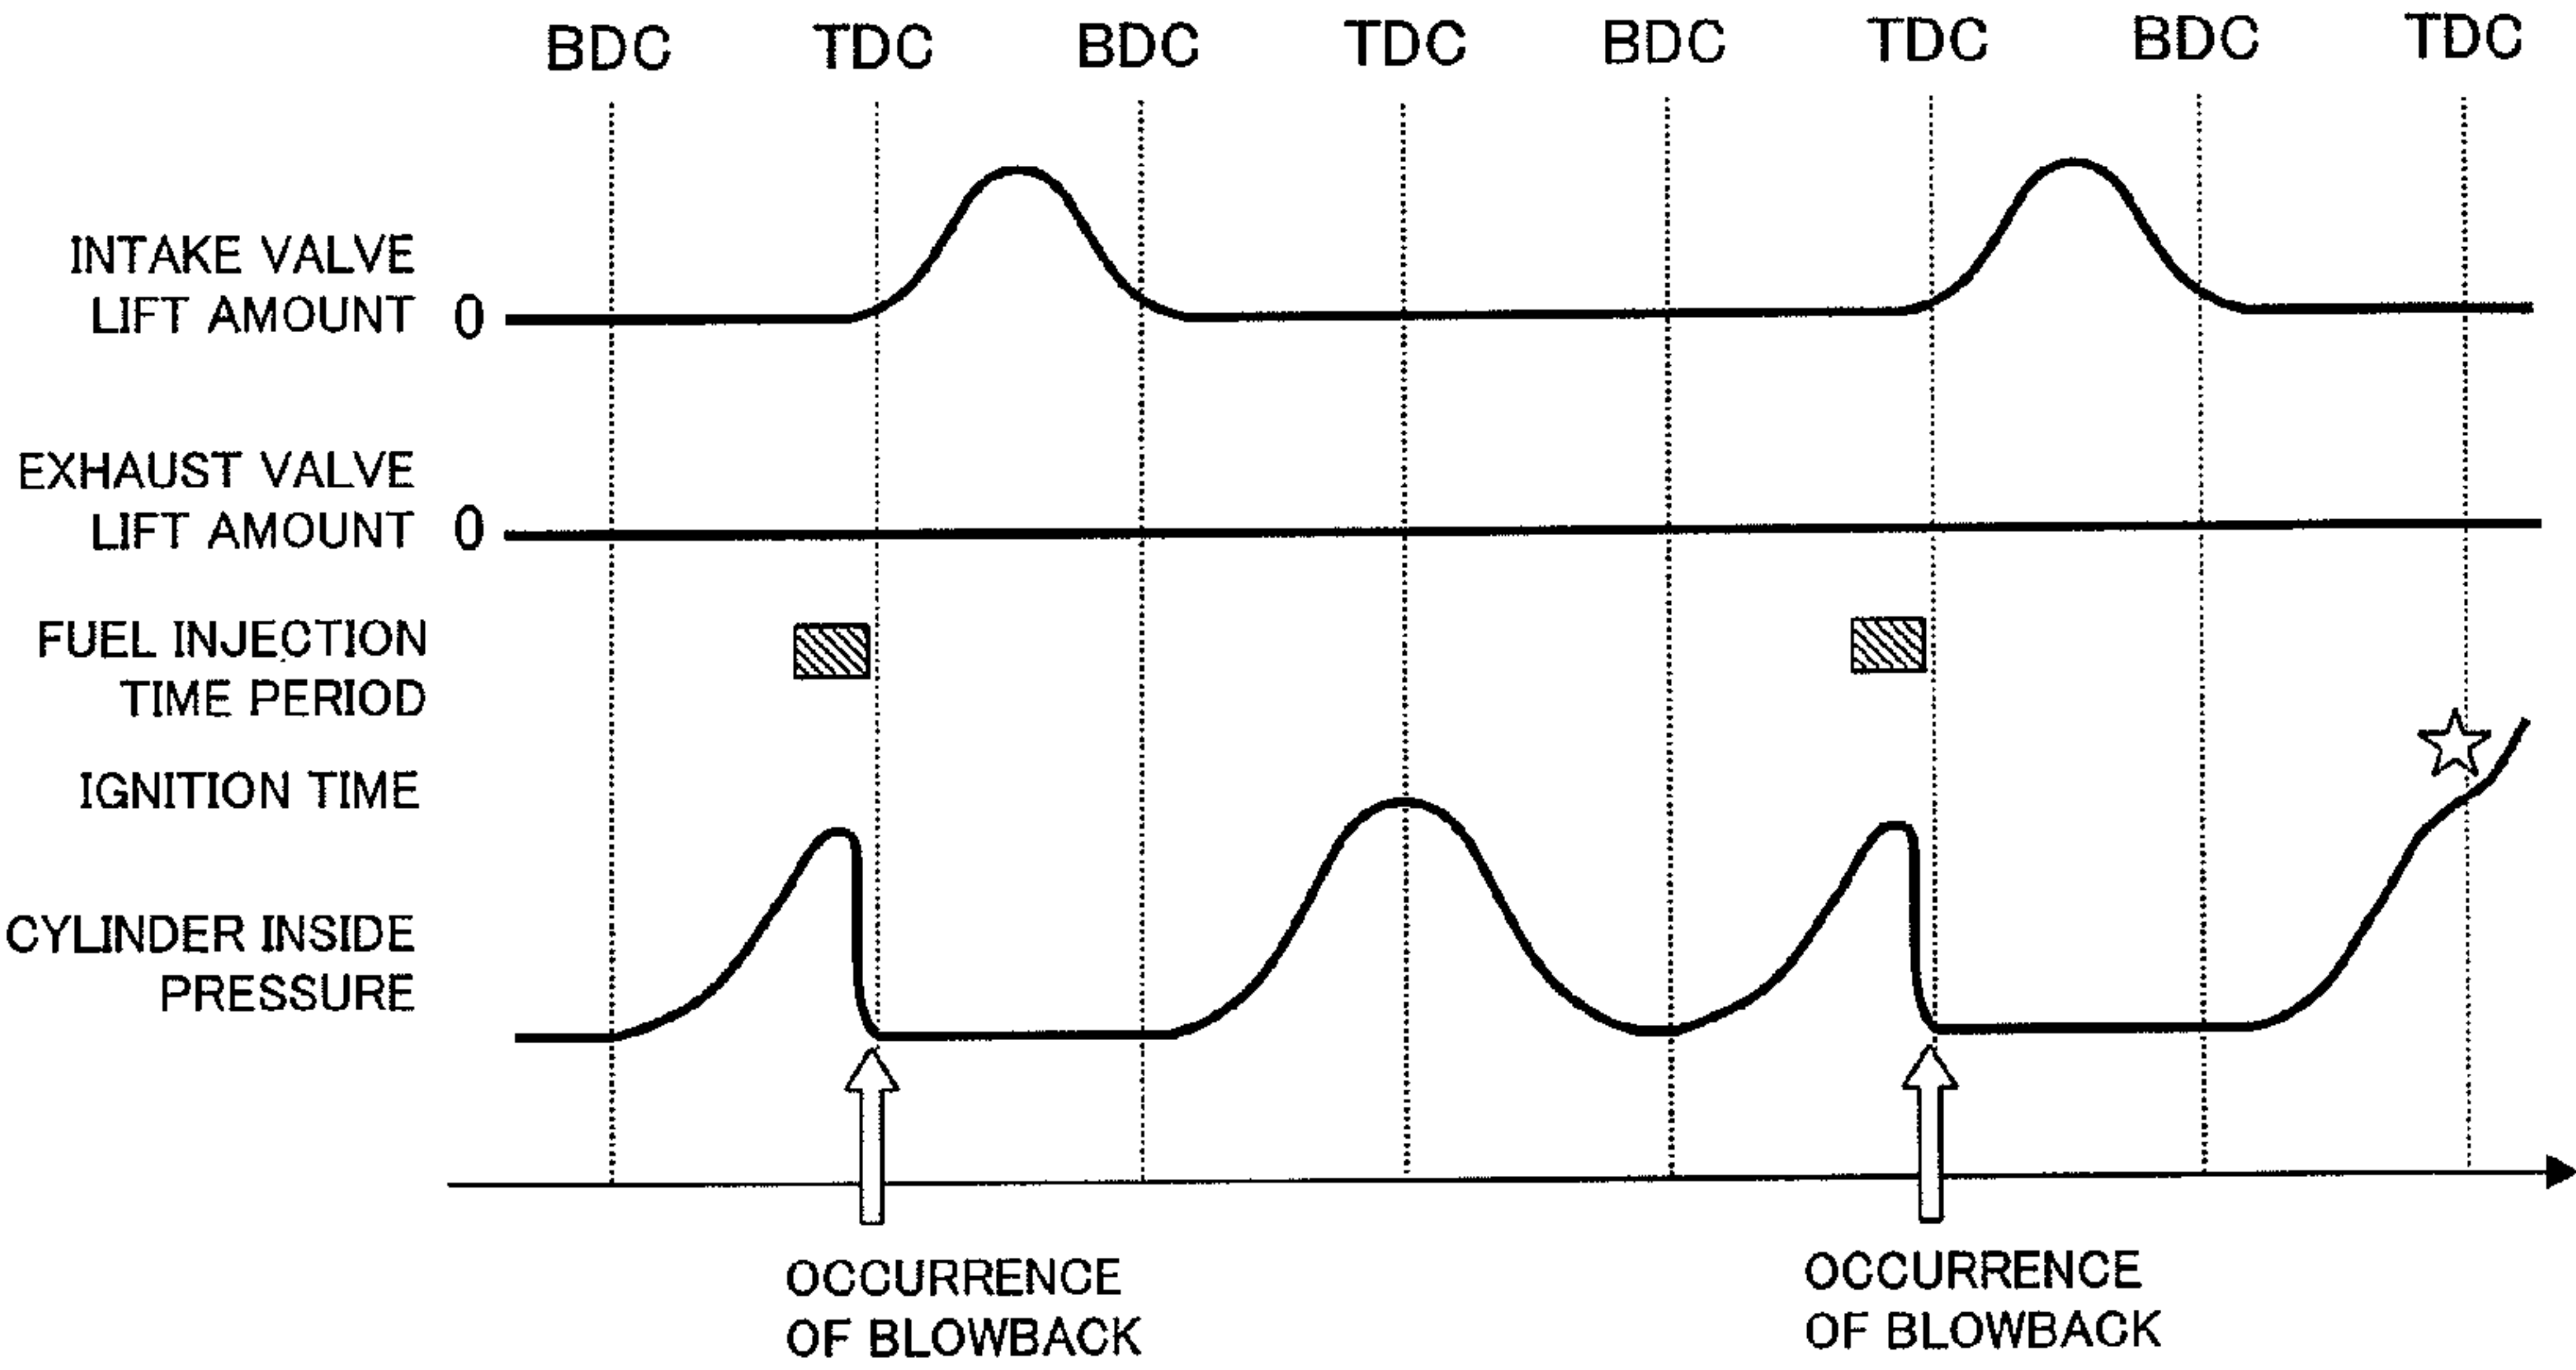 BDC TDC BDC TDC BDC TDC BDC TDC
INTAKE VALVE
LIFT AMOUNT 0
EXHAUST VALVE
LIFT AMOUNT 0
FUEL INJECTION
TIME PERIOD
IGNITION TIME
CYLINDER INSIDE
PRESSURE
OCCURRENCE
OF BLOWBACK
OCCURRENCE
OF BLOWBACK